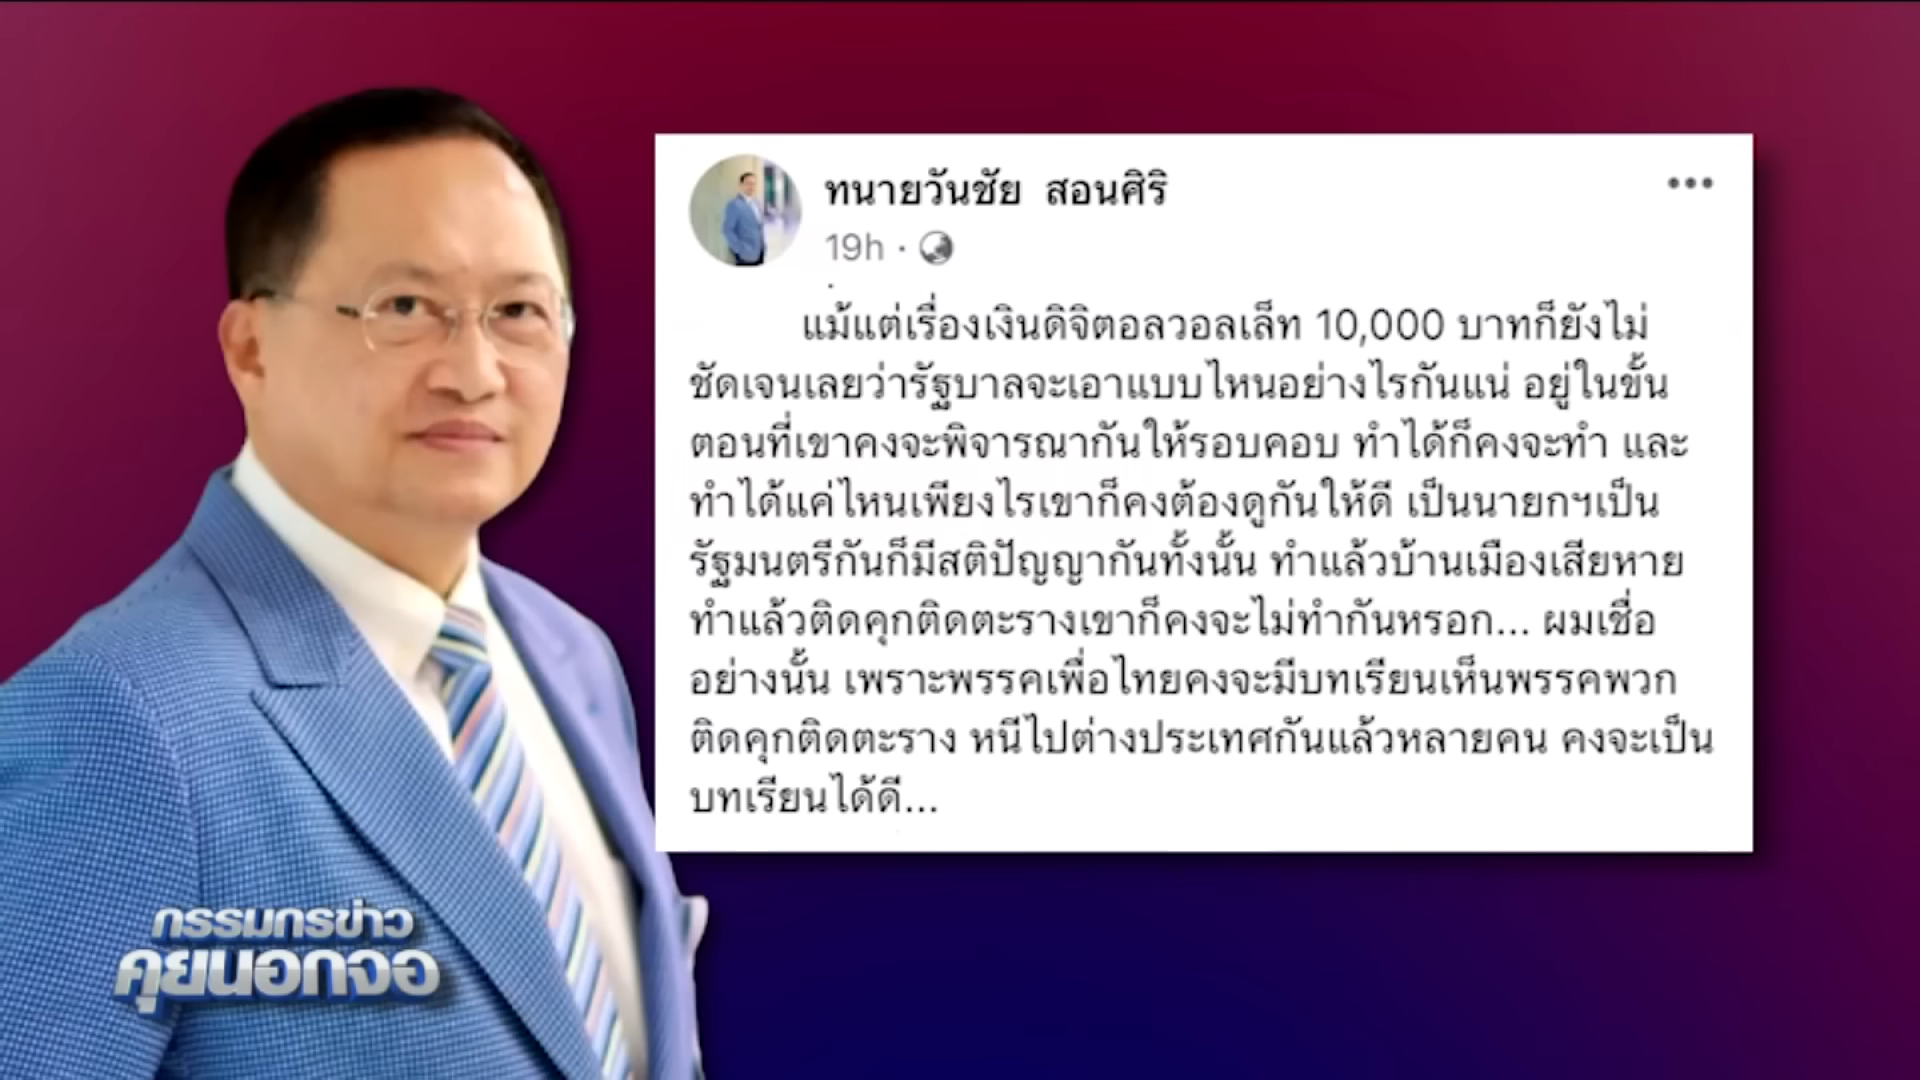 ทนายวันชัย สอนศิริ
19h ·
แม้แต่เรื่องเงินดิจิตอลวอลเล็ท 10,000 บาทก็ยังไม่
ชัดเจนเลยว่ารัฐบาลจะเอาแบบไหนอย่างไรกันแน่ อยู่ในขั้น
ตอนที่เขาคงจะพิจารณากันให้รอบคอบ ทำได้ก็คงจะทำ และ
ทำได้แค่ไหนเพียงไรเขาก็คงต้องดูกันให้ดี เป็นนายกฯเป็น
รัฐมนตรีกันก็มีสติปัญญากันทั้งนั้น ทำแล้วบ้านเมืองเสียหาย
ทำแล้วติดคุกติดตะรางเขาก็คงจะไม่ทำกันหรอก... ผมเชื่อ
อย่างนั้น เพราะพรรคเพื่อไทยคงจะมีบทเรียนเห็นพรรคพวก
ติดคุกติดตะราง หนีไปต่างประเทศกันแล้วหลายคน คงจะเป็น
บทเรียนได้ดี...
กรรมกรข่าว
คุยนอกจอ